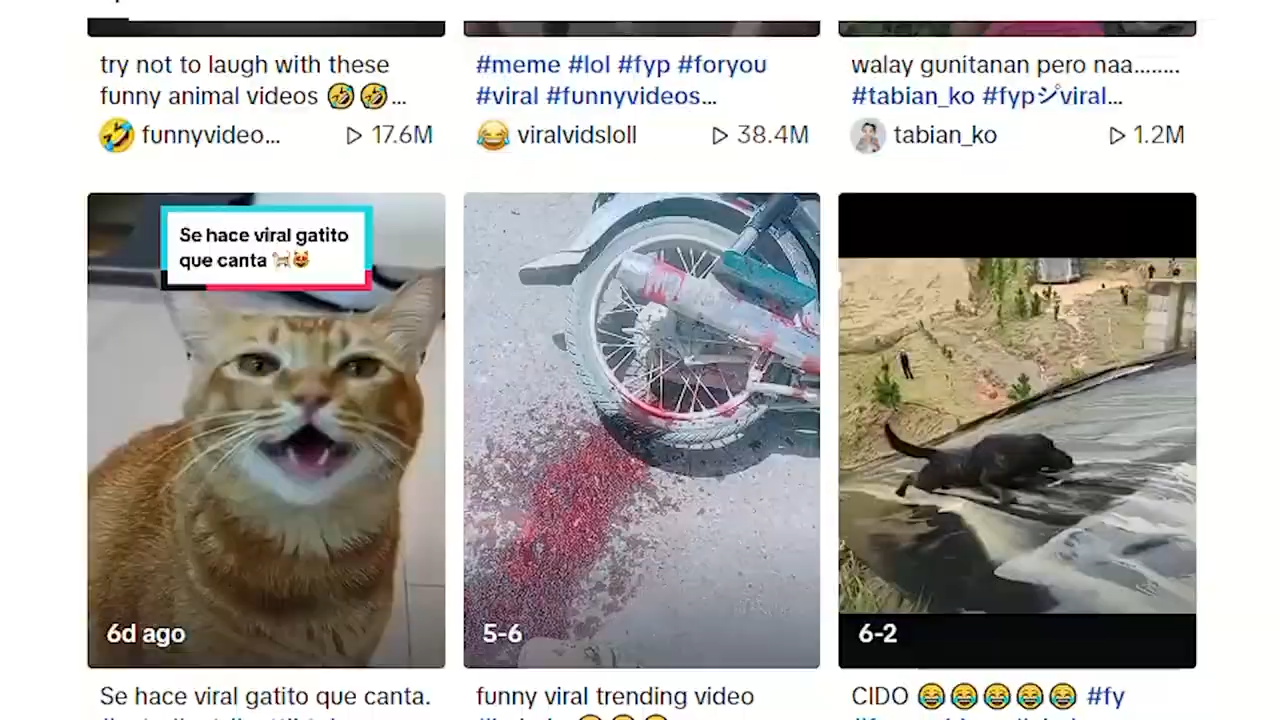 try not to laugh with these
funny animal videos 🤣🤣...
funnyvideo...
17.6M
#meme #lol #fyp #foryou
#viral #funnyvideos...
viralvidsloll
38.4M
walay gunitanan pero naa........
#tabian_ko #fypシviral...
tabian_ko
1.2M
Se hace viral gatito
que canta 🐈😻
6d ago
5-6
6-2
Se hace viral gatito que canta.
funny viral trending video
CIDO 😂😂😂😂😂 #fy